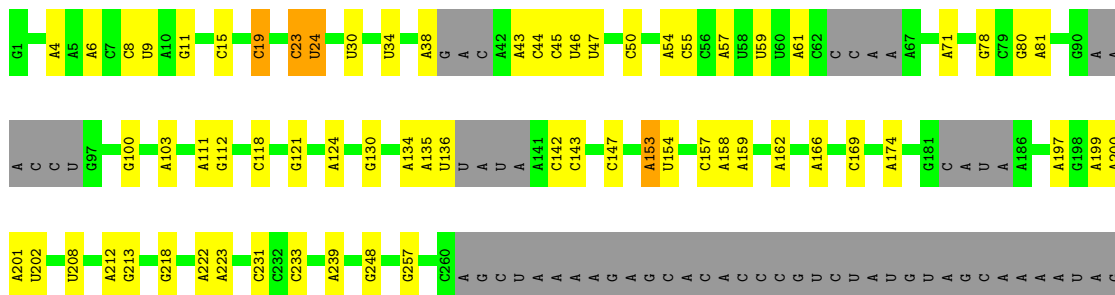 G1 A4 A5 A6 C7 C8 U9 A10 G11 C15 C19 C23 U24 U30 U34 A38 G A C A42 A43 C44 C45 U46 U47 C50 A54 C55 C56 A57 U58 U59 U60 A61 C62 C C A A A67 A71 G78 C79 G80 A81 G90 A A
A C C U G97 G100 A103 A111 G112 C118 G121 A124 G130 A134 A135 U136 U A U A A141 C142 C143 C147 A153 U154 C157 A158 A159 A162 A166 C169 A174 G181 C A U A A186 A197 G198 A199 A200
A201 U202 U208 A212 G213 G218 A222 A223 C231 C232 C233 A239 G248 G257 C260 A G C U A A A A G A G C A C A C C C G U C U A U G U A G C A A A A U A C